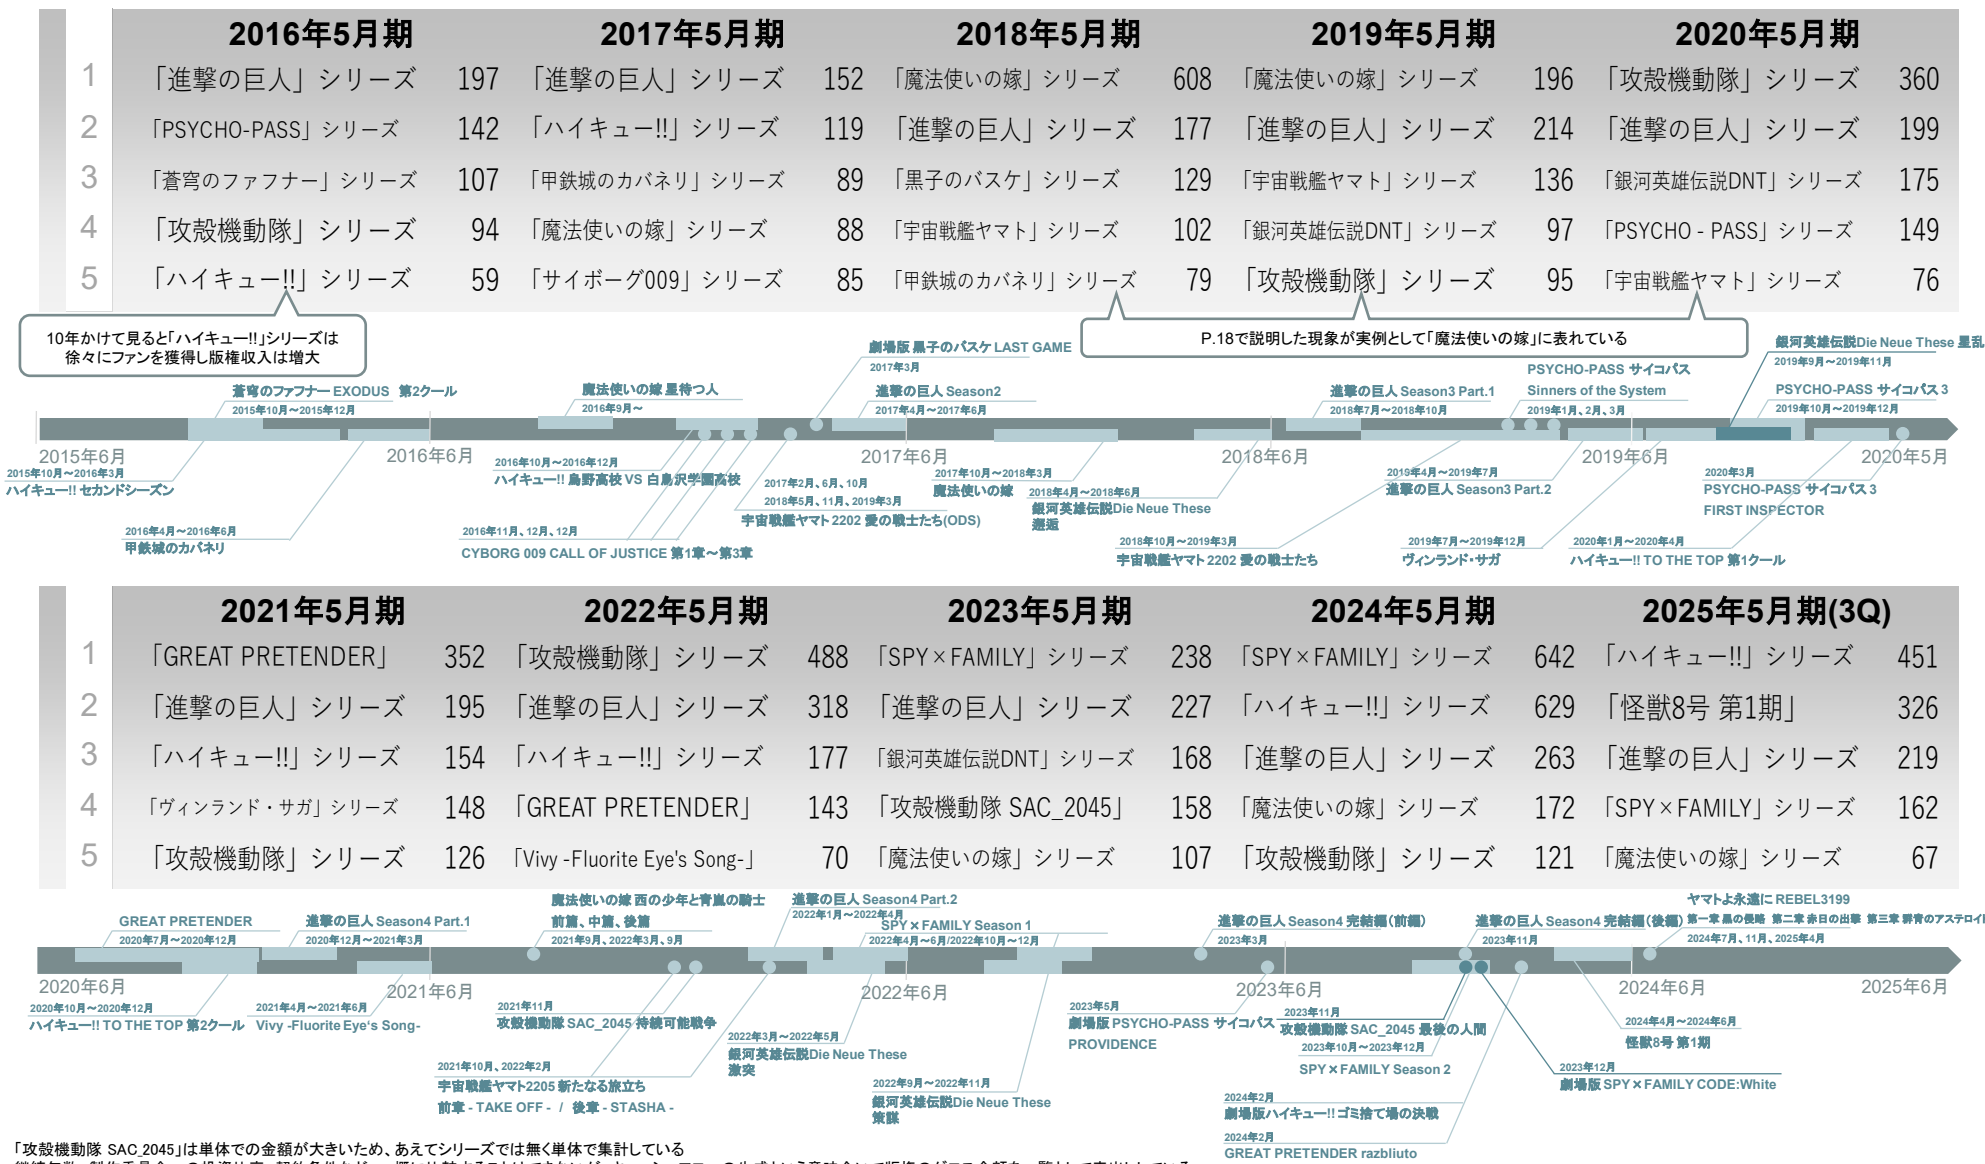 2016年5月期 2017年5月期 2018年5月期 2019年5月期 2020年5月期
1 「進撃の巨人」シリーズ 197 「進撃の巨人」シリーズ 152 「魔法使いの嫁」シリーズ 608 「魔法使いの嫁」シリーズ 196 「攻殻機動隊」シリーズ 360
2 「PSYCHO-PASS」シリーズ 142 「ハイキュー!!」シリーズ 119 「進撃の巨人」シリーズ 177 「進撃の巨人」シリーズ 214 「進撃の巨人」シリーズ 199
3 「蒼穹のファフナー」シリーズ 107 「甲鉄城のカバネリ」シリーズ 89 「黒子のバスケ」シリーズ 129 「宇宙戦艦ヤマト」シリーズ 136 「銀河英雄伝説DNT」シリーズ 175
4 「攻殻機動隊」シリーズ 94 「魔法使いの嫁」シリーズ 88 「宇宙戦艦ヤマト」シリーズ 102 「銀河英雄伝説DNT」シリーズ 97 「PSYCHO - PASS」シリーズ 149
5 「ハイキュー!!」シリーズ 59 「サイボーグ009」シリーズ 85 「甲鉄城のカバネリ」シリーズ 79 「攻殻機動隊」シリーズ 95 「宇宙戦艦ヤマト」シリーズ 76
10年かけて見ると「ハイキュー!!」シリーズは
徐々にファンを獲得し版権収入は増大
P.18で説明した現象が実例として「魔法使いの嫁」に表れている
蒼穹のファフナー EXODUS 第2クール
2015年10月～2015年12月
魔法使いの嫁 星待つ人
2016年9月～
劇場版 黒子のバスケ LAST GAME
2017年3月
進撃の巨人 Season2
2017年4月～2017年6月
進撃の巨人 Season3 Part.1
2018年7月～2018年10月
PSYCHO-PASS サイコパス
Sinners of the System
2019年1月、2月、3月
銀河英雄伝説Die Neue These 星乱
2019年9月～2019年11月
PSYCHO-PASS サイコパス 3
2019年10月～2019年12月
2015年6月 2016年6月 2017年6月 2018年6月 2019年6月 2020年5月
2015年10月～2016年3月
ハイキュー!! セカンドシーズン
2016年4月～2016年6月
甲鉄城のカバネリ
2016年10月～2016年12月
ハイキュー!! 烏野高校 VS 白鳥沢学園高校
2016年11月、12月、12月
CYBORG 009 CALL OF JUSTICE 第1章～第3章
2017年2月、6月、10月
2018年5月、11月、2019年3月
宇宙戦艦ヤマト 2202 愛の戦士たち(ODS)
2017年10月～2018年3月
魔法使いの嫁
2018年4月～2018年6月
銀河英雄伝説Die Neue These
邂逅
2018年10月～2019年3月
宇宙戦艦ヤマト 2202 愛の戦士たち
2019年4月～2019年7月
進撃の巨人 Season3 Part.2
2019年7月～2019年12月
ヴィンランド・サガ
2020年3月
PSYCHO-PASS サイコパス 3
FIRST INSPECTOR
2020年1月～2020年4月
ハイキュー!! TO THE TOP 第1クール
2021年5月期 2022年5月期 2023年5月期 2024年5月期 2025年5月期(3Q)
1 「GREAT PRETENDER」 352 「攻殻機動隊」シリーズ 488 「SPY×FAMILY」シリーズ 238 「SPY×FAMILY」シリーズ 642 「ハイキュー!!」シリーズ 451
2 「進撃の巨人」シリーズ 195 「進撃の巨人」シリーズ 318 「進撃の巨人」シリーズ 227 「ハイキュー!!」シリーズ 629 「怪獣8号 第1期」 326
3 「ハイキュー!!」シリーズ 154 「ハイキュー!!」シリーズ 177 「銀河英雄伝説DNT」シリーズ 168 「進撃の巨人」シリーズ 263 「進撃の巨人」シリーズ 219
4 「ヴィンランド・サガ」シリーズ 148 「GREAT PRETENDER」 143 「攻殻機動隊 SAC_2045」 158 「魔法使いの嫁」シリーズ 172 「SPY×FAMILY」シリーズ 162
5 「攻殻機動隊」シリーズ 126 「Vivy -Fluorite Eye's Song-」 70 「魔法使いの嫁」シリーズ 107 「攻殻機動隊」シリーズ 121 「魔法使いの嫁」シリーズ 67
GREAT PRETENDER
2020年7月～2020年12月
進撃の巨人 Season4 Part.1
2020年12月～2021年3月
魔法使いの嫁 西の少年と青嵐の騎士
前篇、中篇、後篇
2021年9月、2022年3月、9月
進撃の巨人 Season4 Part.2
2022年1月～2022年4月
SPY×FAMILY Season 1
2022年4月～6月/2022年10月～12月
進撃の巨人 Season4 完結編（前編）
2023年3月
進撃の巨人 Season4 完結編（後編）
2023年11月
ヤマトよ永遠に REBEL3199
第一章 黒の侵略 第二章 赤日の出撃 第三章 群青のアステロイド
2024年7月、11月、2025年4月
2020年6月 2021年6月 2022年6月 2023年6月 2024年6月 2025年6月
2020年10月～2020年12月
ハイキュー!! TO THE TOP 第2クール
2021年4月～2021年6月
Vivy -Fluorite Eye‘s Song-
2021年11月
攻殻機動隊 SAC_2045 持続可能戦争
2021年10月、2022年2月
宇宙戦艦ヤマト2205 新たなる旅立ち
前章 - TAKE OFF - / 後章 - STASHA -
2022年3月～2022年5月
銀河英雄伝説Die Neue These
激突
2022年9月～2022年11月
銀河英雄伝説Die Neue These
策謀
2023年5月
劇場版 PSYCHO-PASS サイコパス
PROVIDENCE
2023年11月
攻殻機動隊 SAC_2045 最後の人間
2023年10月～2023年12月
SPY×FAMILY Season 2
2024年2月
劇場版ハイキュー!! ゴミ捨て場の決戦
2024年2月
GREAT PRETENDER razbliuto
2023年12月
劇場版 SPY×FAMILY CODE:White
2024年4月～2024年6月
怪獣8号 第1期
「攻殻機動隊 SAC_2045」は単体での金額が大きいため、あえてシリーズでは無く単体で集計している